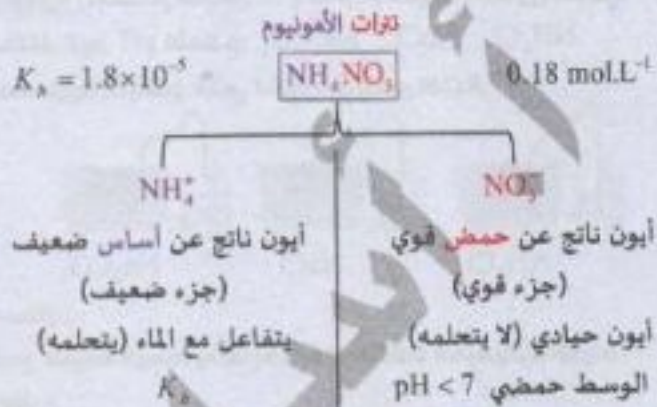 نترات الأمونيوم
K_b = 1.8×10⁻⁵ NH₄NO₃ 0.18 mol.L⁻¹
NH₄⁺ NO₃⁻
أيون ناتج عن حمض قوي أيون ناتج عن أساس ضعيف
(جزء قوي) (جزء ضعيف)
أيون حيادي (لا يتحلمه) يتفاعل مع الماء (يتحلمه)
الوسط حمضي pH < 7 K_b